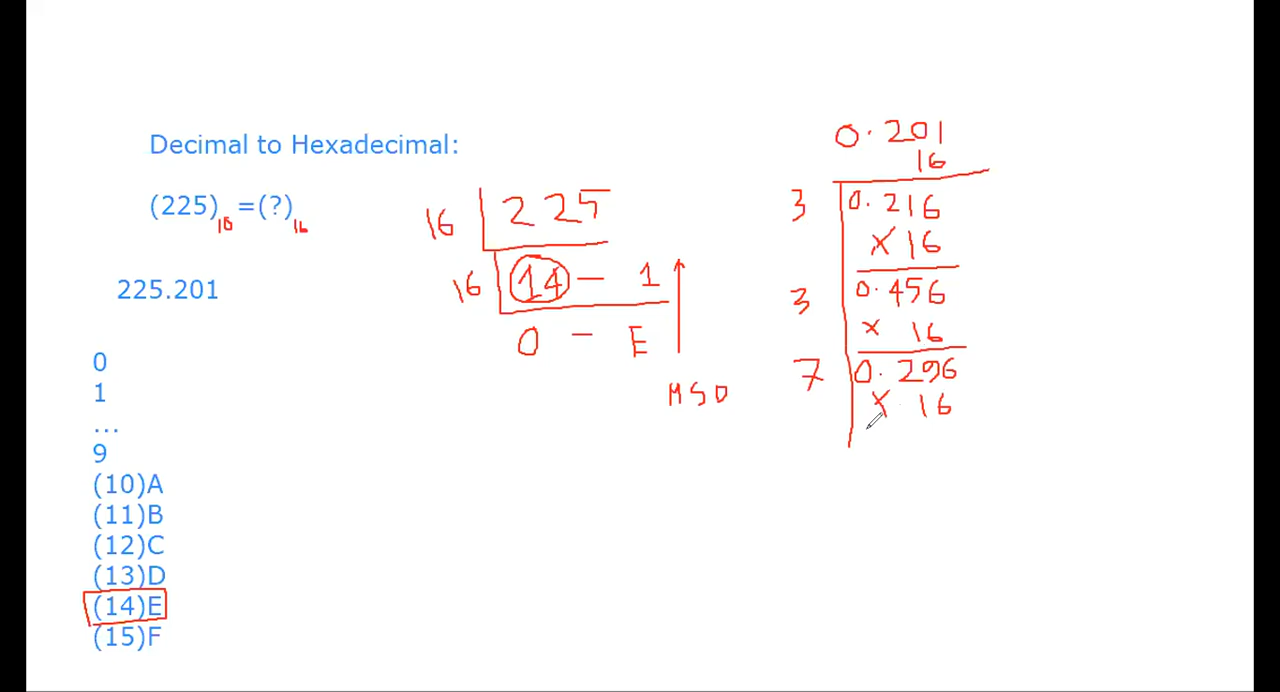 Decimal to Hexadecimal:
(225)10 =(?)16
225.201
0
1
...
9
(10)A
(11)B
(12)C
(13)D
(14)E
(15)F
16 225
16 14 – 1
0 – E
MSD
0.201
16
3 0.216
× 16
3 0.456
× 16
7 0.296
× 16